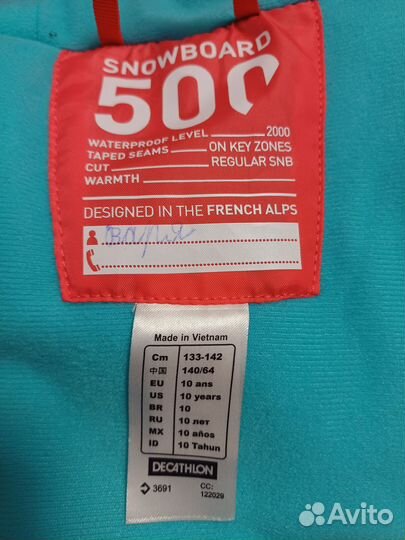 SNOWBOARD
500
WATERPROOF LEVEL 2000
TAPED SEAMS ON KEY ZONES
CUT REGULAR SNB
WARMTH
DESIGNED IN THE FRENCH ALPS
Made in Vietnam
Cm 133-142
中国 140/64
EU 10 ans
US 10 years
BR 10
RU 10 лет
MX 10 años
ID 10 Tahun
DECATHLON
3691 CC: 122029
Avito